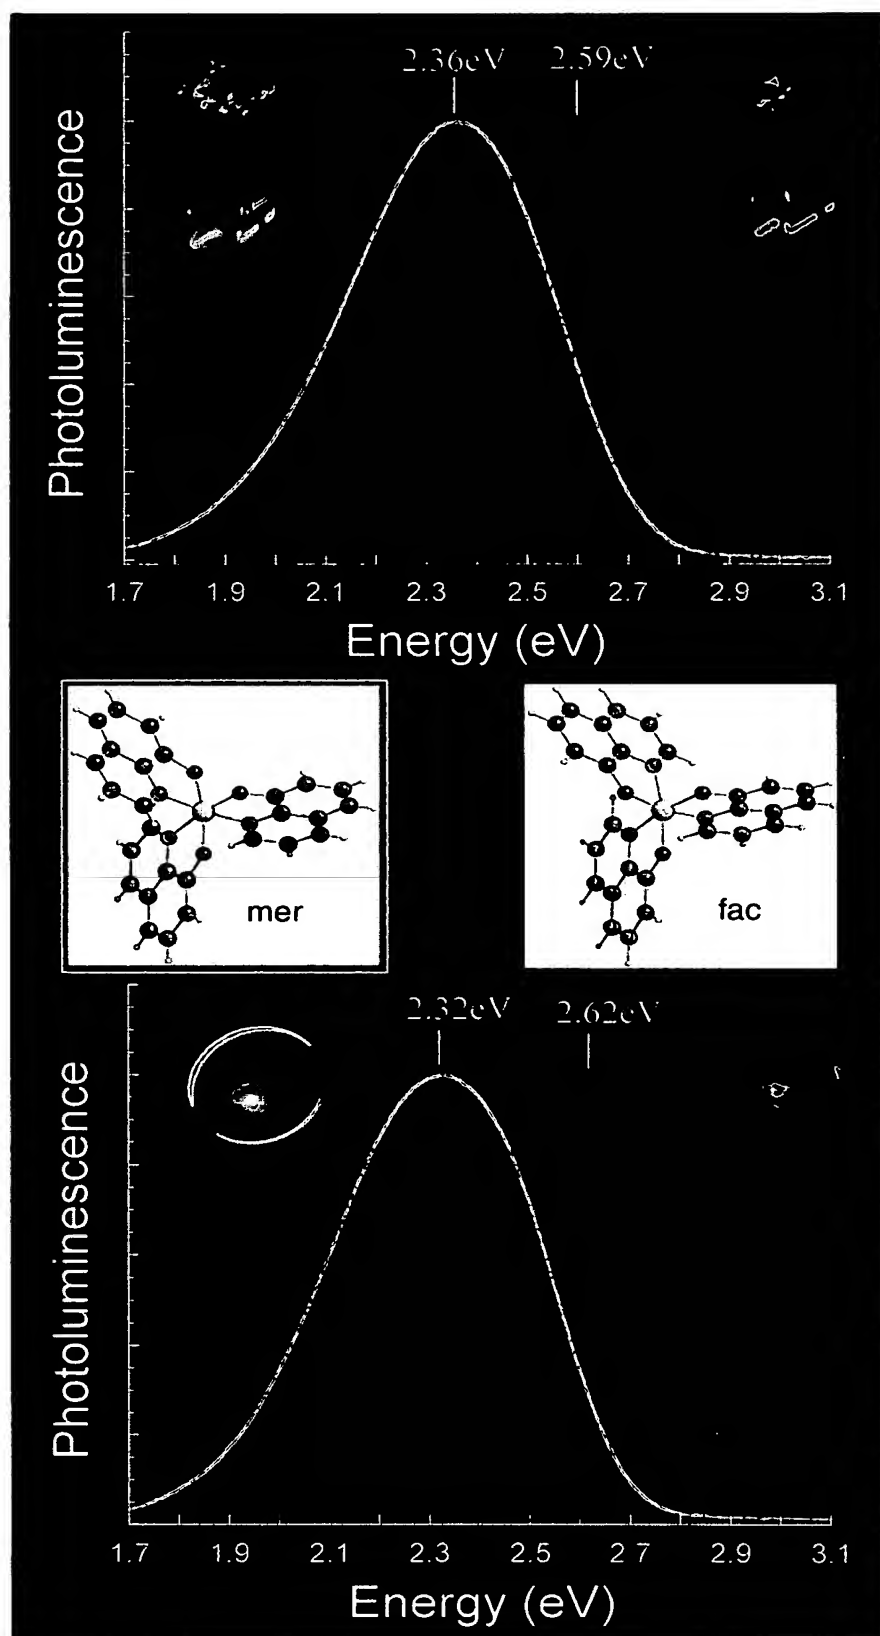 2.36eV 2.59eV
Photoluminescence
1.7 1.9 2.1 2.3 2.5 2.7 2.9 3.1
Energy (eV)
mer
fac
2.32eV 2.62eV
Photoluminescence
1.7 1.9 2.1 2.3 2.5 2 7 2.9 3.1
Energy (eV)